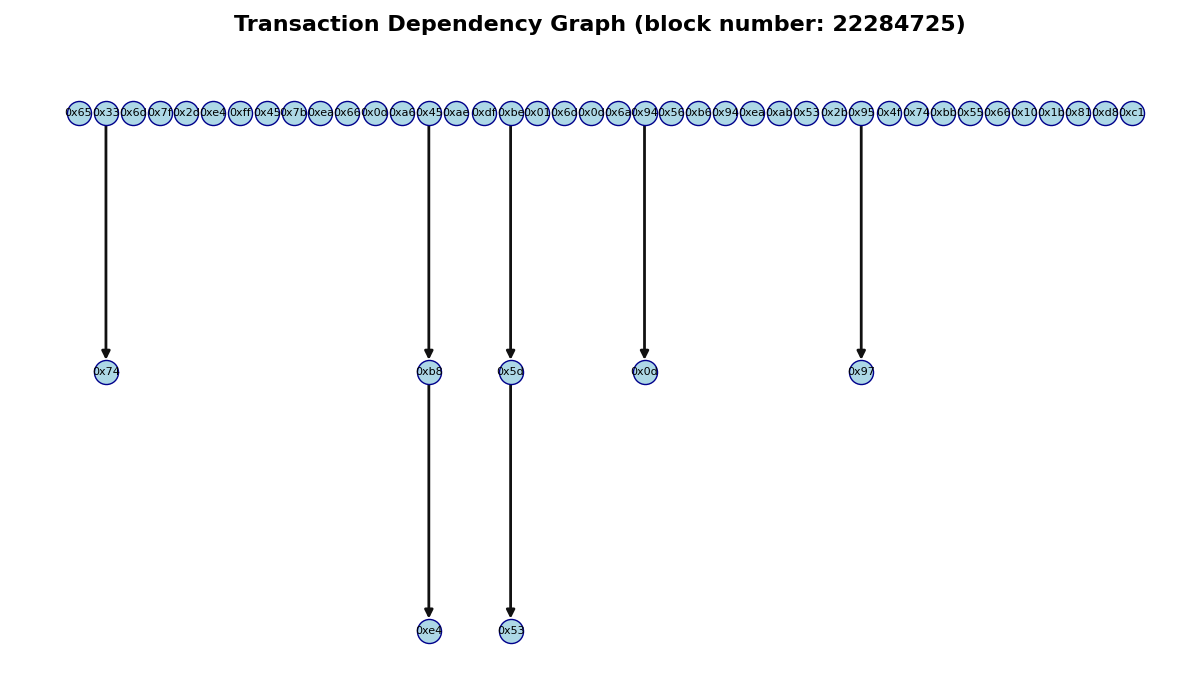 Transaction Dependency Graph (block number: 22284725)
0x65 0x33 0x6d 0x7f 0x2d 0xe4 0xff 0x45 0x7b 0xea 0x66 0x0d 0xa6 0x45 0xae 0xdf 0xbe 0x01 0x6d 0x0d 0x6a 0x94 0x56 0xb6 0x94 0xea 0xab 0x53 0x2b 0x95 0x4f 0x74 0xbb 0x55 0x66 0x10 0x1b 0x81 0xd8 0xc1
0x74 0xb8 0x5d 0x0d 0x97
0xe4 0x53